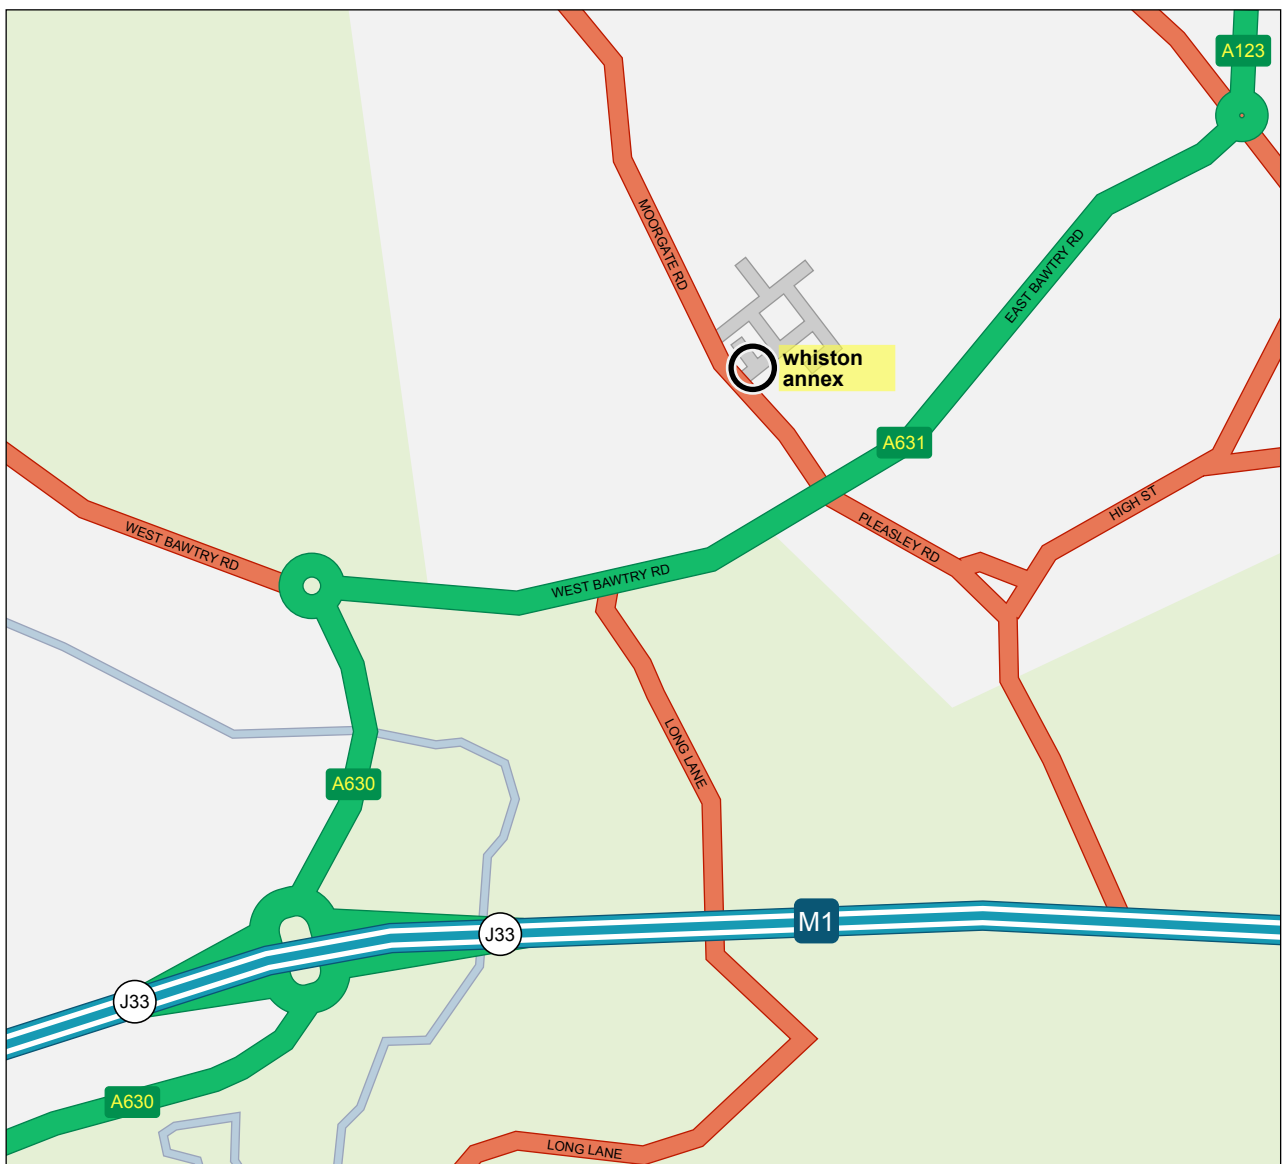 A123
MOORGATE RD
EAST BAWTRY RD
whiston
annex
A631
HIGH ST
PLEASLEY RD
WEST BAWTRY RD
WEST BAWTRY RD
LONG LANE
A630
M1
J33
J33
A630
LONG LANE